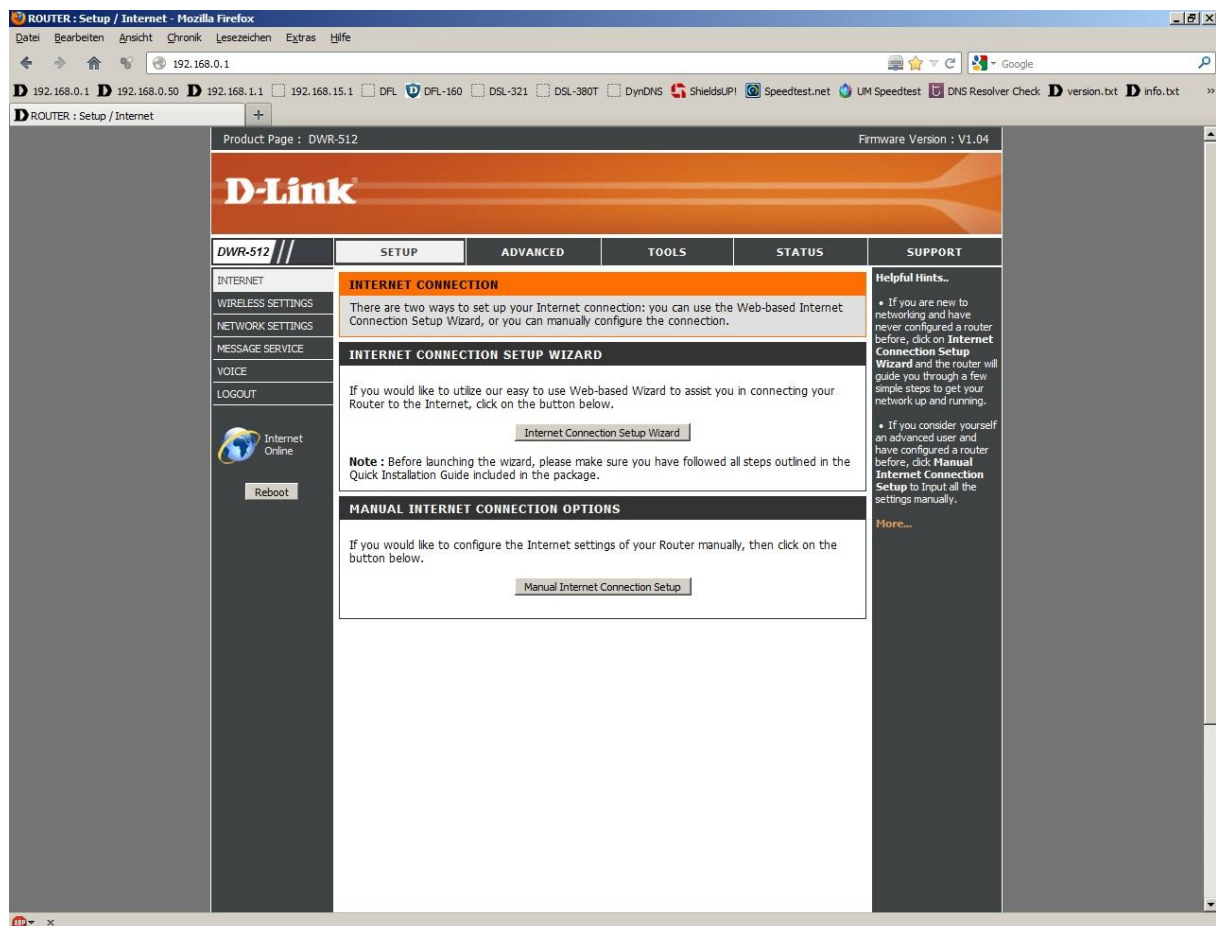 ROUTER : Setup / Internet - Mozilla Firefox
Datei Bearbeiten Ansicht Chronik Lesezeichen Extras Hilfe
192.168.0.1
Google
192.168.0.1 192.168.0.50 192.168.1.1 192.168.15.1 DFL DFL-160 DSL-321 DSL-380T DynDNS ShieldsUP! Speedtest.net UM Speedtest DNS Resolver Check version.txt info.txt »
ROUTER : Setup / Internet
Product Page : DWR-512
Firmware Version : V1.04
D-Link
DWR-512
SETUP ADVANCED TOOLS STATUS SUPPORT
INTERNET
WIRELESS SETTINGS
NETWORK SETTINGS
MESSAGE SERVICE
VOICE
LOGOUT
Internet
Online
Reboot
INTERNET CONNECTION
There are two ways to set up your Internet connection: you can use the Web-based Internet
Connection Setup Wizard, or you can manually configure the connection.
INTERNET CONNECTION SETUP WIZARD
If you would like to utilize our easy to use Web-based Wizard to assist you in connecting your
Router to the Internet, click on the button below.
Internet Connection Setup Wizard
Note : Before launching the wizard, please make sure you have followed all steps outlined in the
Quick Installation Guide included in the package.
MANUAL INTERNET CONNECTION OPTIONS
If you would like to configure the Internet settings of your Router manually, then click on the
button below.
Manual Internet Connection Setup
Helpful Hints..
• If you are new to
networking and have
never configured a router
before, click on Internet
Connection Setup
Wizard and the router will
guide you through a few
simple steps to get your
network up and running.
• If you consider yourself
an advanced user and
have configured a router
before, click Manual
Internet Connection
Setup to Input all the
settings manually.
More...
ABP